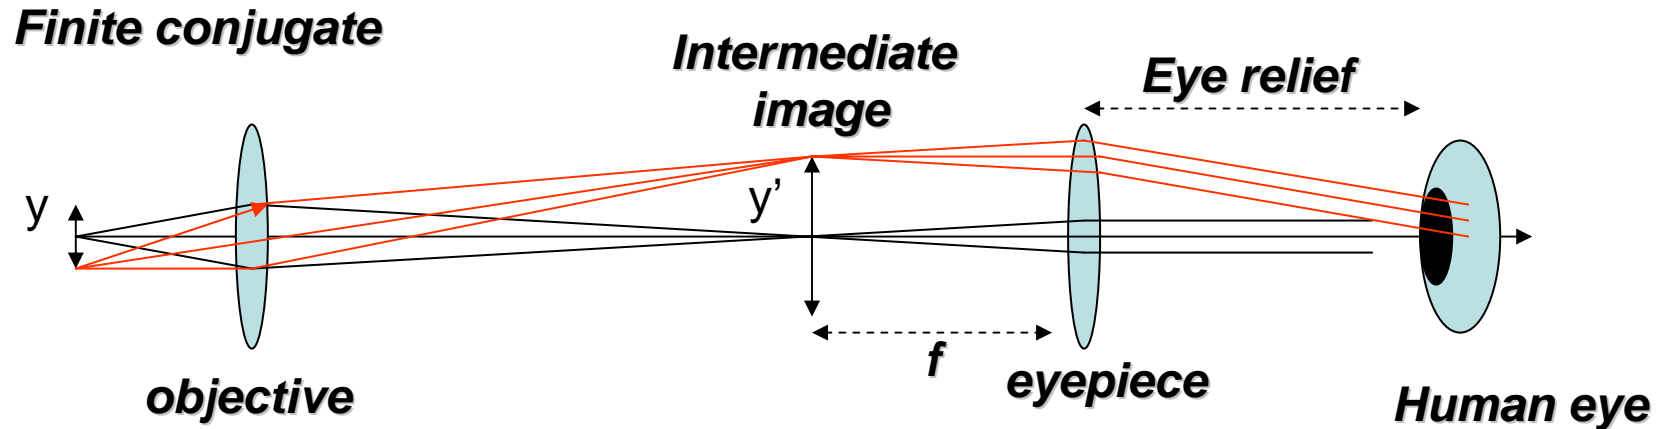 Finite conjugate
Intermediate
image
Eye relief
y
y’
f
objective
eyepiece
Human eye